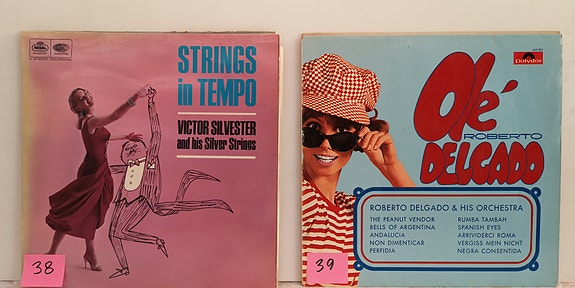 REGAL
STRINGS
in TEMPO
VICTOR SILVESTER
and his Silver Strings
38
Polydor
Olé
ROBERTO
DELGADO
ROBERTO DELGADO & HIS ORCHESTRA
THE PEANUT VENDOR
BELLS OF ARGENTINA
ANDALUCIA
NON DIMENTICAR
PERFIDIA
RUMBA TAMBAH
SPANISH EYES
ARRIVIDERCI ROMA
VERGISS MEIN NICHT
NEGRA CONSENTIDA
39